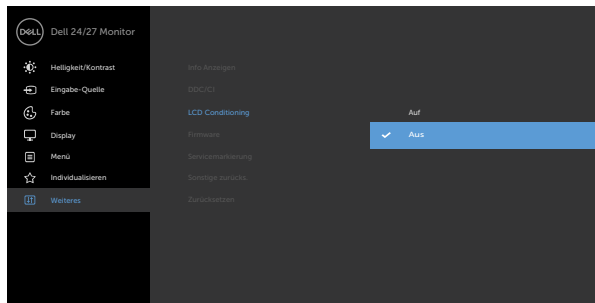 DELL Dell 24/27 Monitor
Helligkeit/Kontrast
Eingabe-Quelle
Farbe
Display
Menü
Individualisieren
Weiteres
Info Anzeigen
DDC/CI
LCD Conditioning
Firmware
Servicemarkierung
Sonstige zurücks.
Zurücksetzen
Auf
Aus